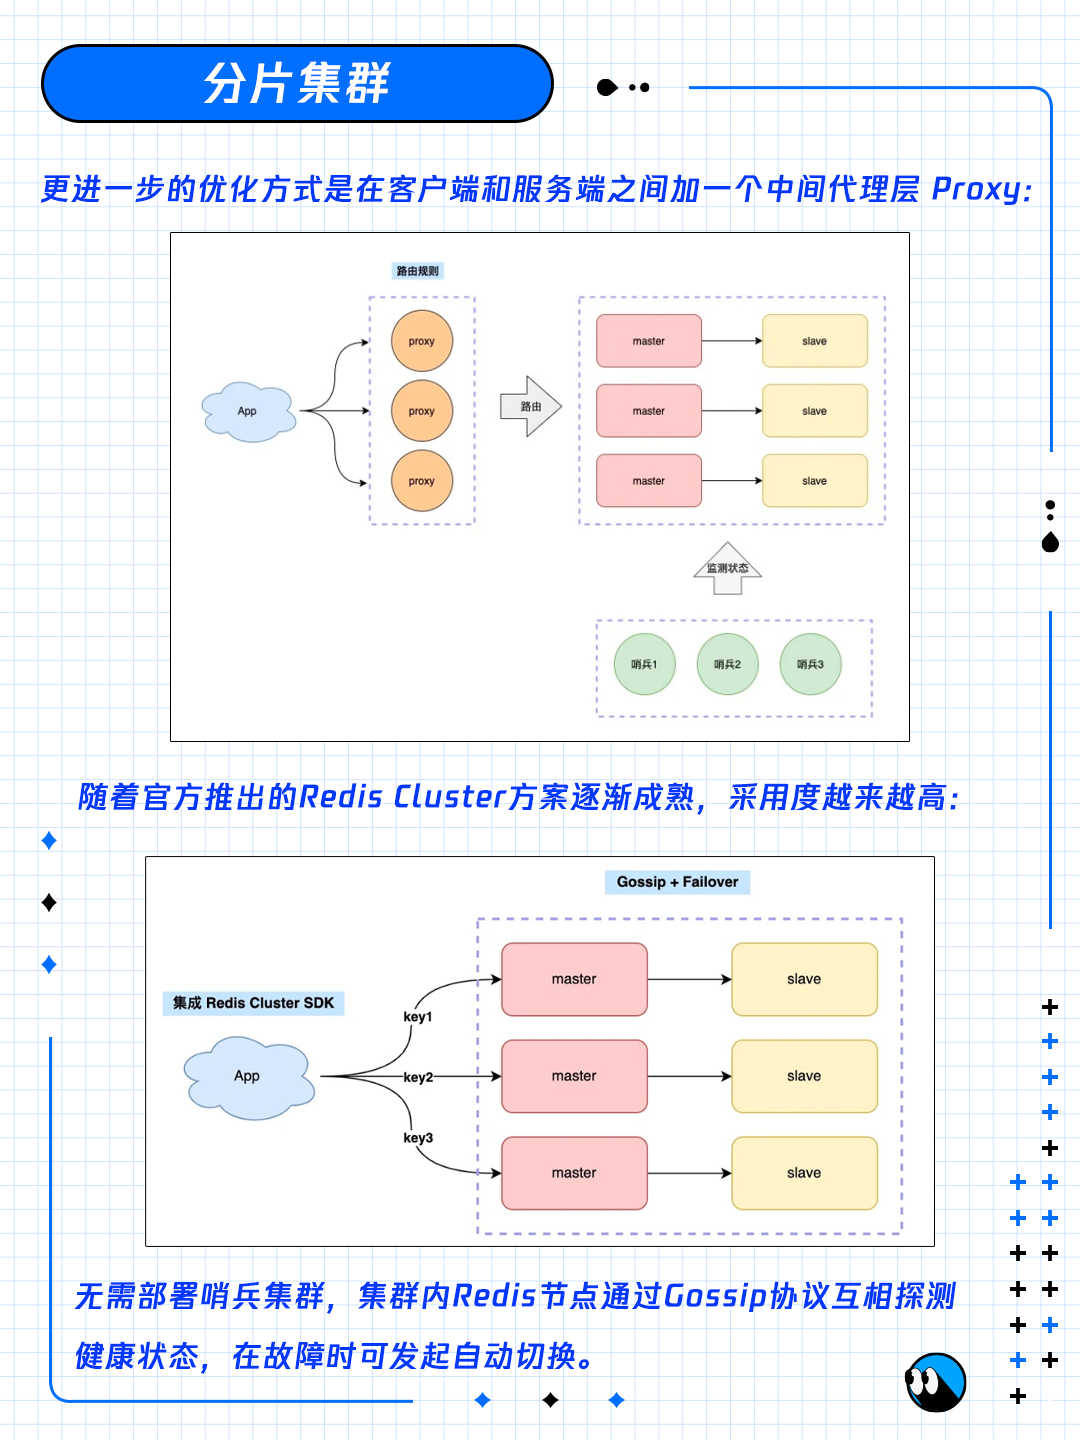 分片集群
更进一步的优化方式是在客户端和服务端之间加一个中间代理层 Proxy:
路由规则
proxy
master
slave
App
proxy
路由
master
slave
proxy
master
slave
监测状态
哨兵1
哨兵2
哨兵3
随着官方推出的Redis Cluster方案逐渐成熟，采用度越来越高:
Gossip + Failover
master
slave
集成 Redis Cluster SDK
key1
App
key2
master
slave
key3
master
slave
无需部署哨兵集群，集群内Redis节点通过Gossip协议互相探测
健康状态，在故障时可发起自动切换。